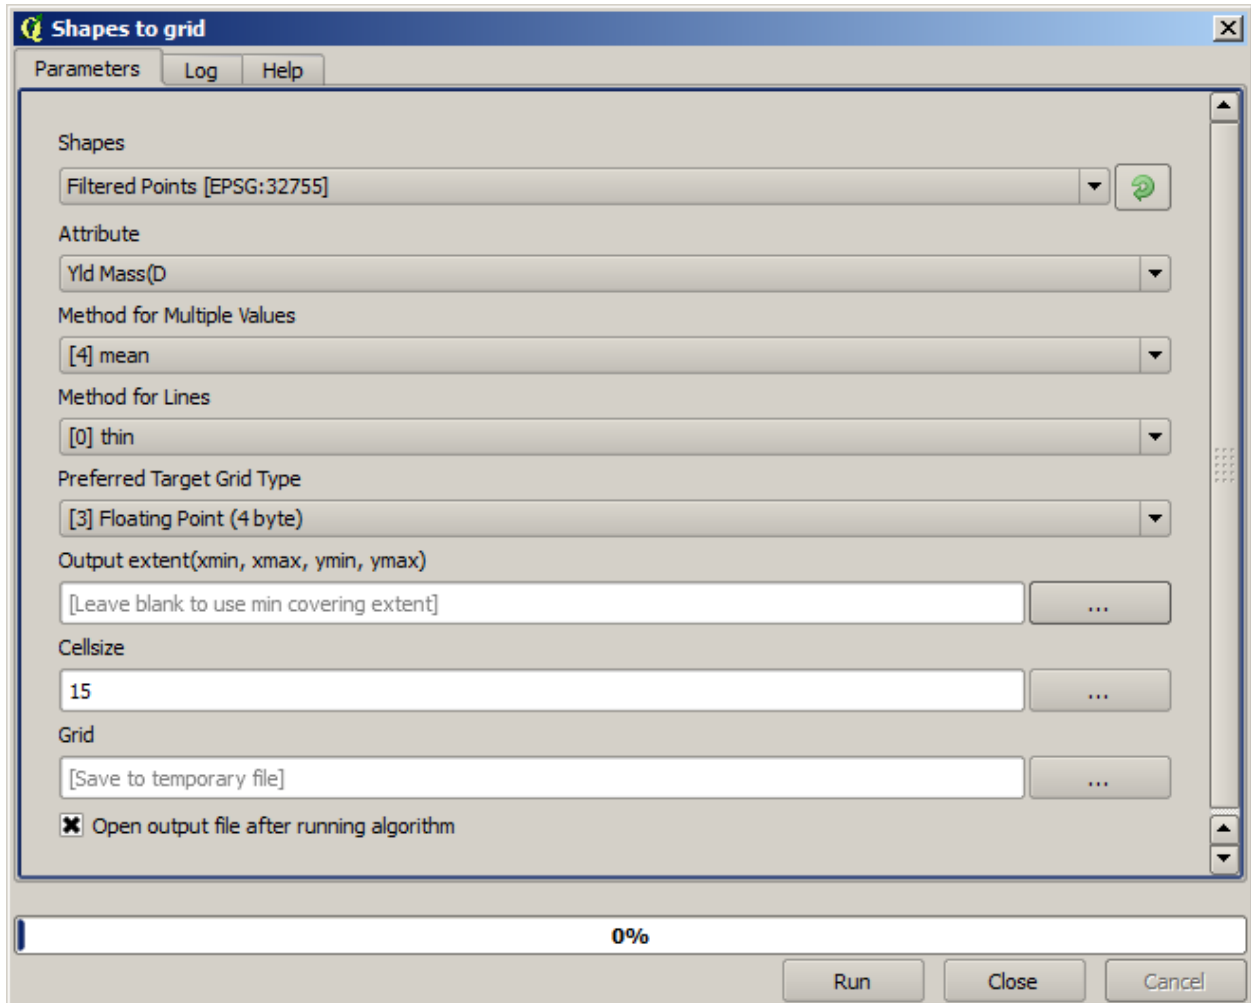 Shapes to grid
Parameters Log Help
Shapes
Filtered Points [EPSG:32755]
Attribute
Yld Mass(D
Method for Multiple Values
[4] mean
Method for Lines
[0] thin
Preferred Target Grid Type
[3] Floating Point (4 byte)
Output extent(xmin, xmax, ymin, ymax)
[Leave blank to use min covering extent]
...
Cellsize
15
...
Grid
[Save to temporary file]
...
Open output file after running algorithm
0%
Run Close Cancel